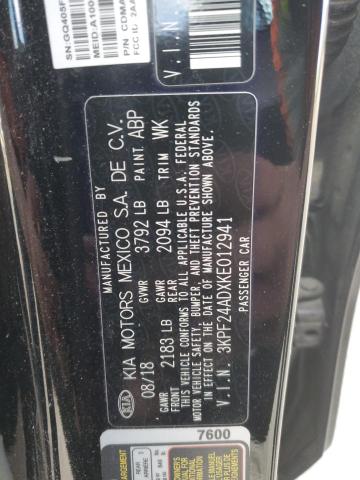 SN:GQ405F
MEID:A100
P/N CDMA
FCC ID: 2AA
V.I.N
MANUFACTURED BY
KIA KIA MOTORS MEXICO S.A. DE C.V.
08/18 GVWR 3792 LB PAINT ABP
GAWR FRONT 2183 LB GAWR REAR 2094 LB TRIM WK
THIS VEHICLE CONFORMS TO ALL APPLICABLE U.S.A. FEDERAL
MOTOR VEHICLE SAFETY, BUMPER, AND THEFT PREVENTION STANDARDS
IN EFFECT ON THE DATE OF MANUFACTURE SHOWN ABOVE.
V.I.N. 3KPF24ADXKE012941
PASSENGER CAR
7600
REAR
ARRIÈRE